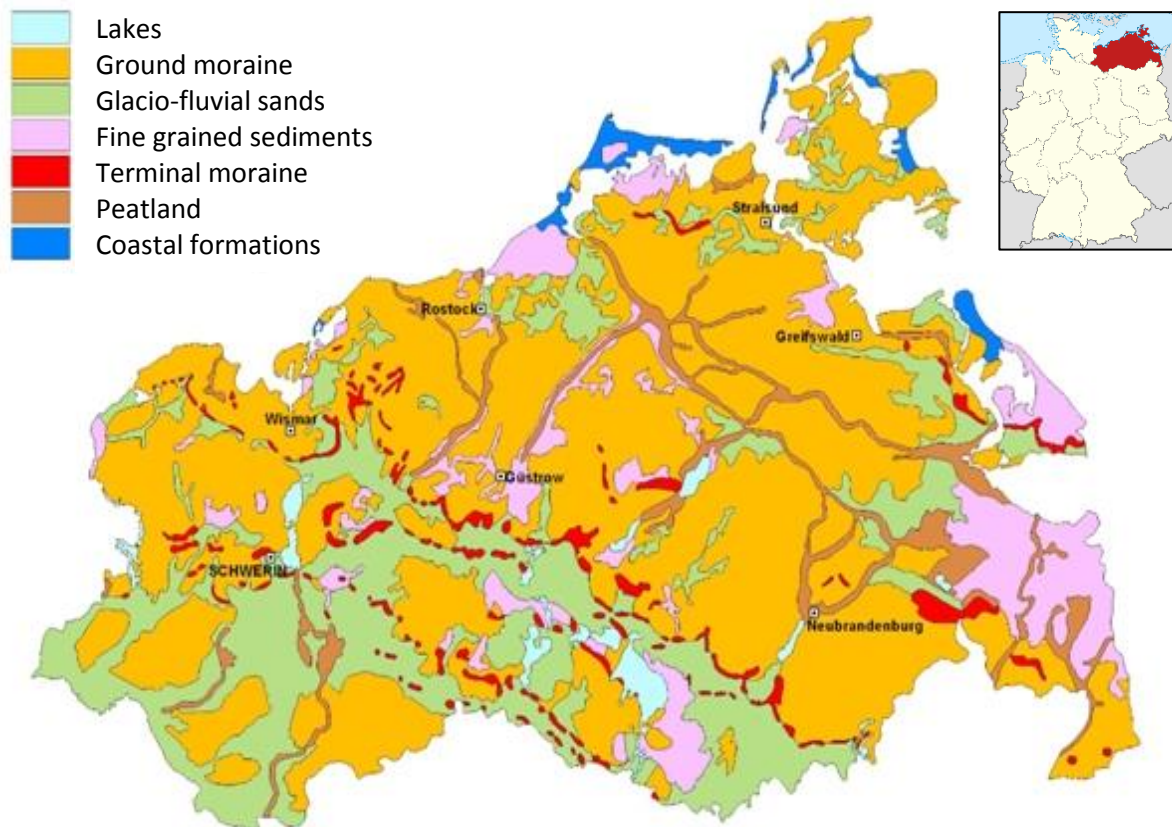 Lakes
Ground moraine
Glacio-fluvial sands
Fine grained sediments
Terminal moraine
Peatland
Coastal formations
Stralsund
Rostock
Greifswald
Wismar
Güstrow
SCHWERIN
Neubrandenburg